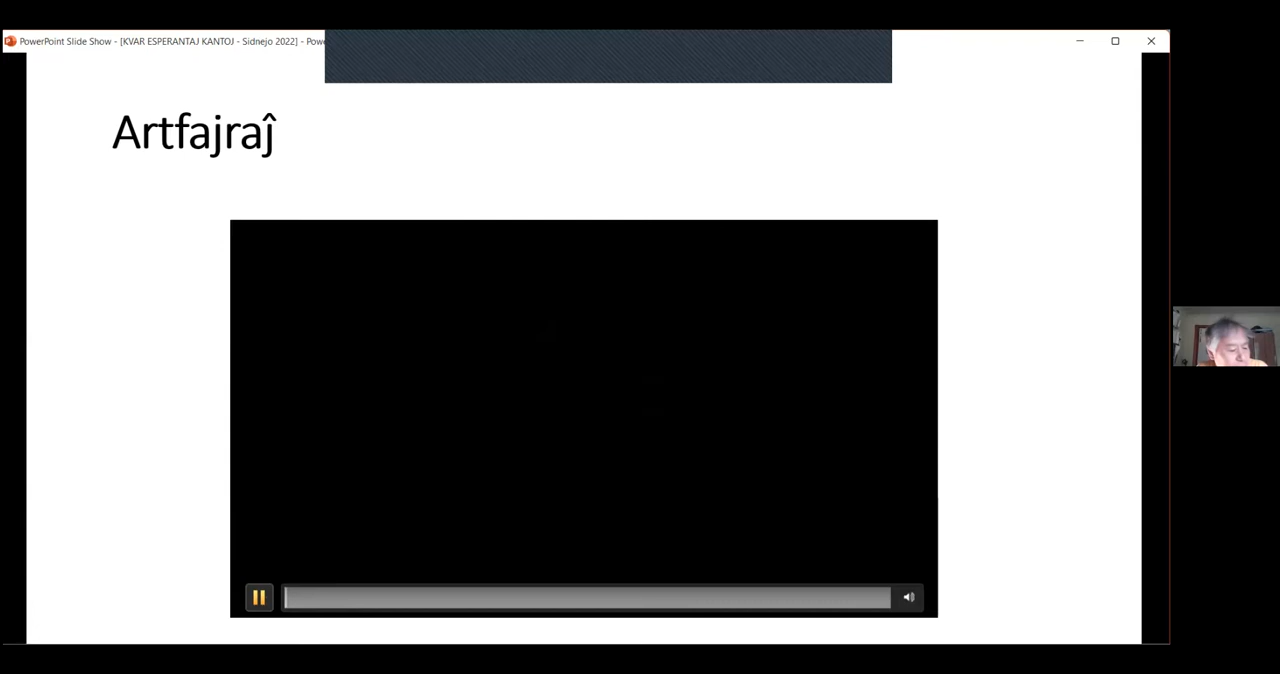 PowerPoint Slide Show - [KVAR ESPERANTAJ KANTOJ - Sidnejo 2022] - Powe
Artfajraĵ